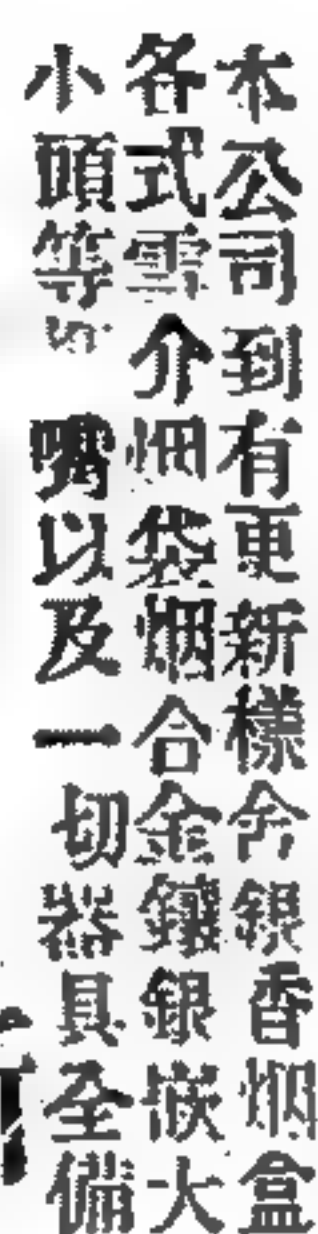 本公司到有更新樣金銀香烟盒
各式雪介烟袋烟合金鑲銀嵌大
小頭等嘴以及一切器具全備